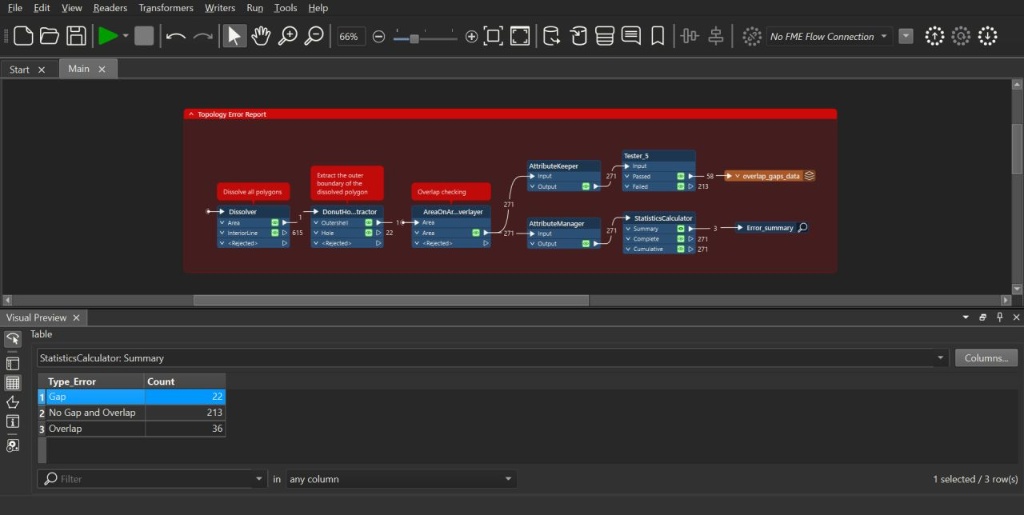 File Edit View Readers Transformers Writers Run Tools Help
66% No FME Flow Connection
Start Main
Topology Error Report
Dissolve all polygons
Extract the outer
boundary of the
dissolved polygon
Overlap checking
Dissolver
Area 1
InteriorLine 615
<Rejected>
DonutHo...tractor
Outershell
Hole 22
<Rejected>
AreaOnAr...verlayer
Area
Area
<Rejected>
271
271
AttributeKeeper
Input
Output 271
AttributeManager
Input
Output 271
Tester_5
Input
Passed 58
Failed 213
overlap_gaps_data
StatisticsCalculator
Summary 3
Complete 271
Cumulative 271
Error_summary
Visual Preview
Table
StatisticsCalculator: Summary Columns...
Type_Error Count
1 Gap 22
2 No Gap and Overlap 213
3 Overlap 36
Filter in any column 1 selected / 3 row(s)